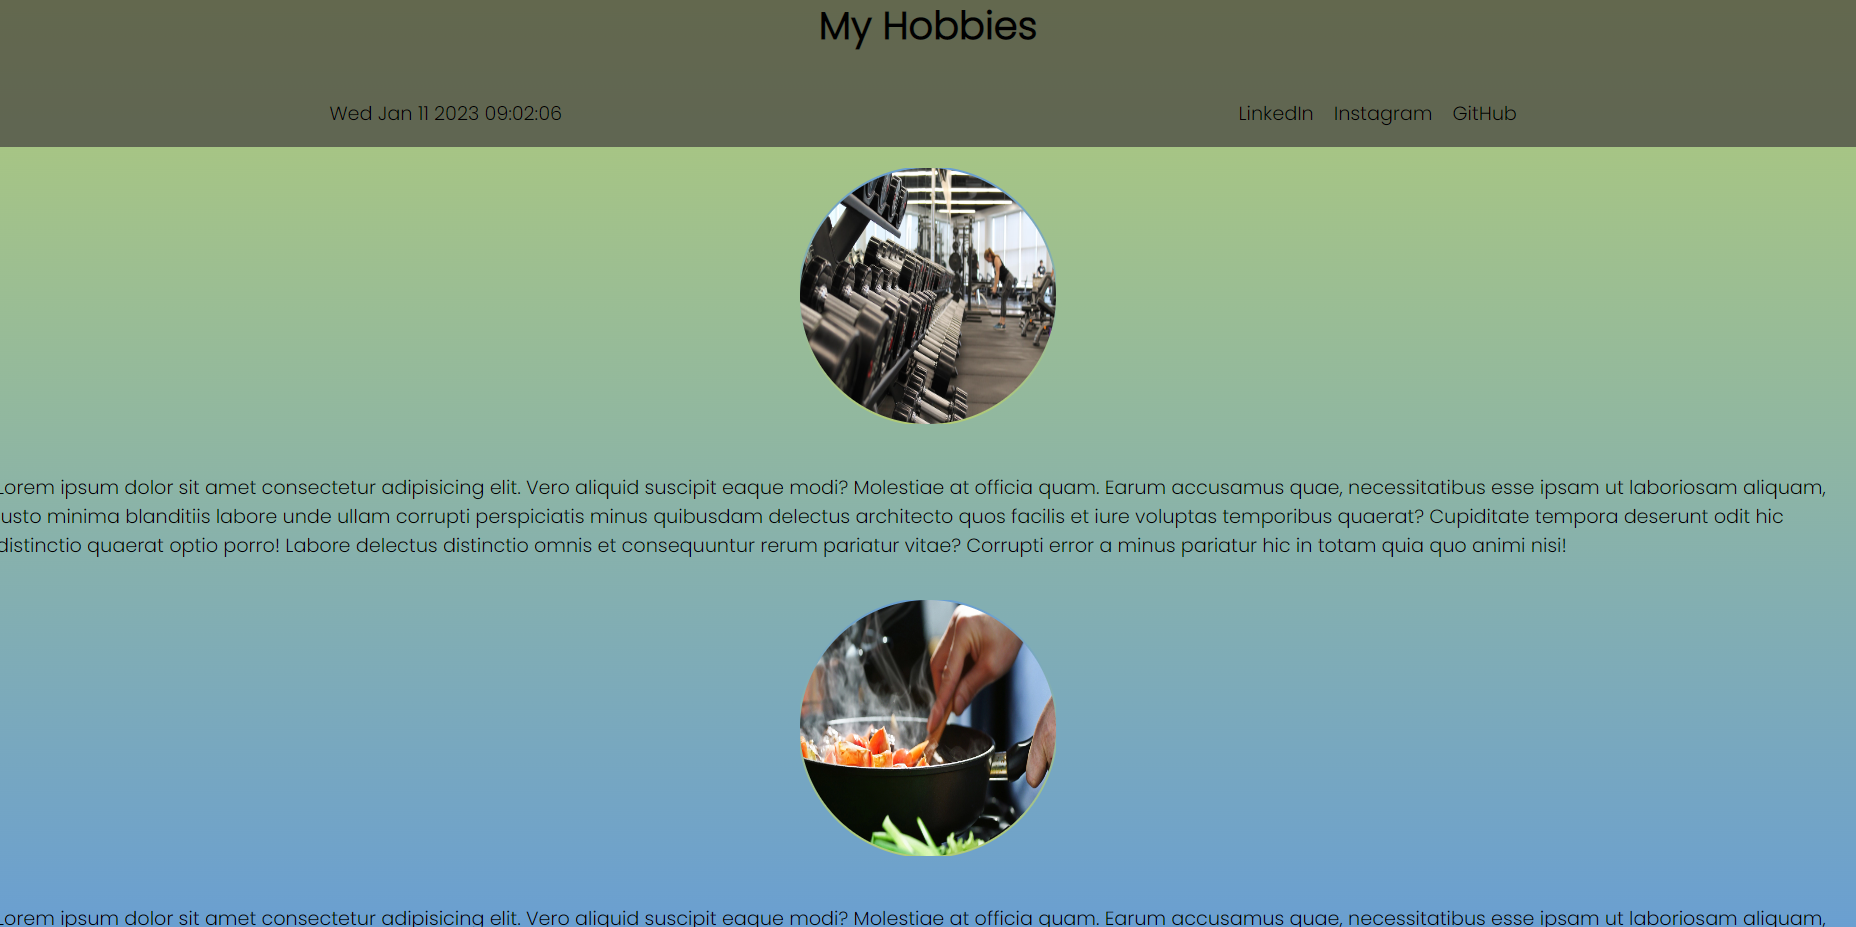 My Hobbies
Wed Jan 11 2023 09:02:06
LinkedIn Instagram GitHub
Lorem ipsum dolor sit amet consectetur adipisicing elit. Vero aliquid suscipit eaque modi? Molestiae at officia quam. Earum accusamus quae, necessitatibus esse ipsam ut laboriosam aliquam,
iusto minima blanditiis labore unde ullam corrupti perspiciatis minus quibusdam delectus architecto quos facilis et iure voluptas temporibus quaerat? Cupiditate tempora deserunt odit hic
distinctio quaerat optio porro! Labore delectus distinctio omnis et consequuntur rerum pariatur vitae? Corrupti error a minus pariatur hic in totam quia quo animi nisi!
Lorem ipsum dolor sit amet consectetur adipisicing elit. Vero aliquid suscipit eaque modi? Molestiae at officia quam. Earum accusamus quae, necessitatibus esse ipsam ut laboriosam aliquam,